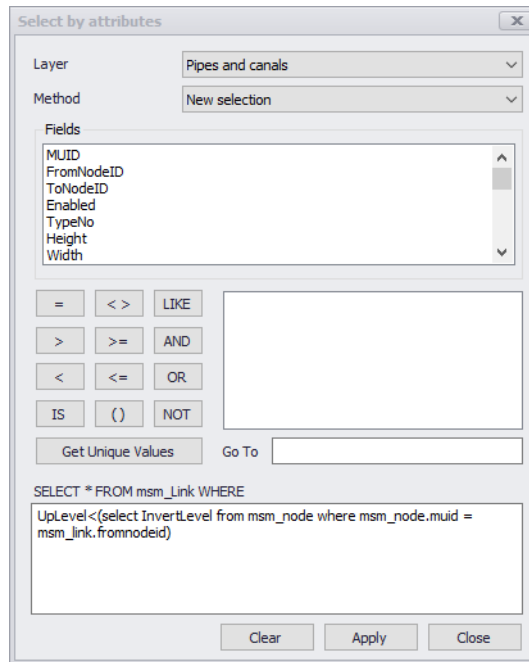 Select by attributes
x
Layer
Pipes and canals
Method
New selection
Fields
MUID
FromNodeID
ToNodeID
Enabled
TypeNo
Height
Width
= < > LIKE
> >= AND
< <= OR
IS () NOT
Get Unique Values
Go To
SELECT * FROM msm_Link WHERE
UpLevel<(select InvertLevel from msm_node where msm_node.muid =
msm_link.fromnodeid)
Clear Apply Close